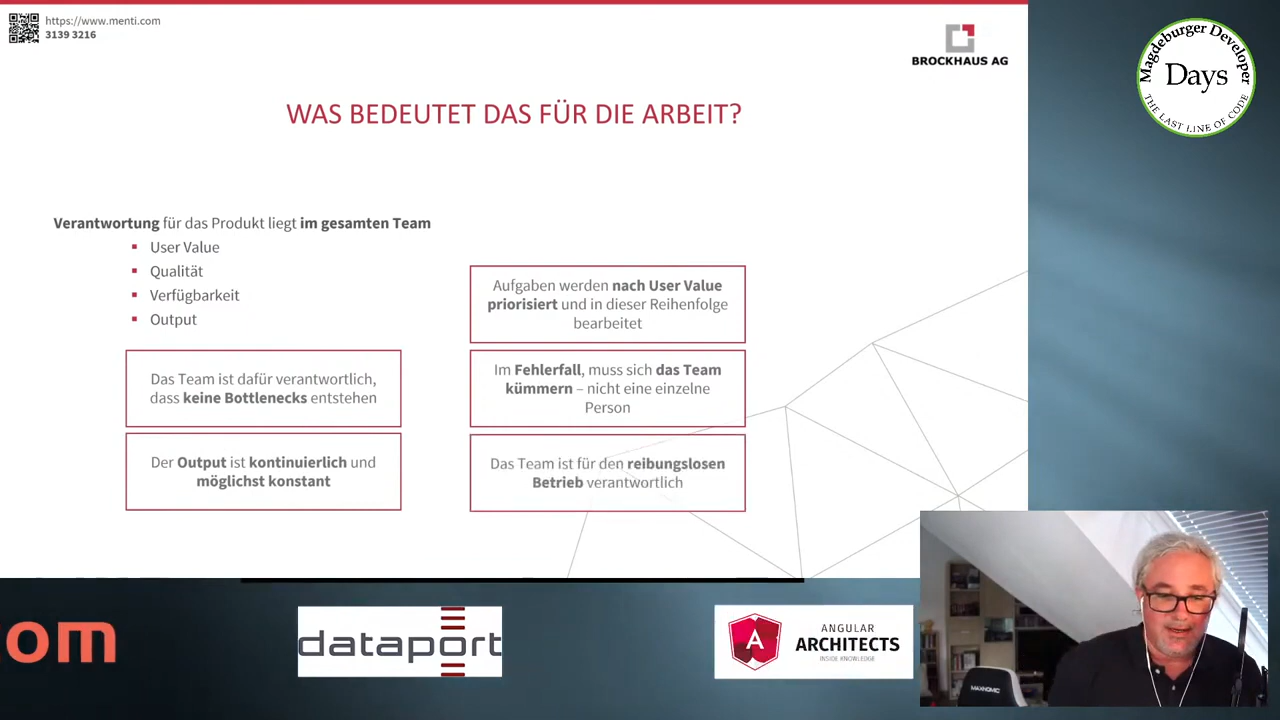 https://www.menti.com
3139 3216
BROCKHAUS AG
Magdeburger Developer
Days
THE LAST LINE OF CODE
WAS BEDEUTET DAS FÜR DIE ARBEIT?
Verantwortung für das Produkt liegt im gesamten Team
User Value
Qualität
Verfügbarkeit
Output
Das Team ist dafür verantwortlich,
dass keine Bottlenecks entstehen
Der Output ist kontinuierlich und
möglichst konstant
Aufgaben werden nach User Value
priorisiert und in dieser Reihenfolge
bearbeitet
Im Fehlerfall, muss sich das Team
kümmern – nicht eine einzelne
Person
Das Team ist für den reibungslosen
Betrieb verantwortlich
om
dataport
A
ANGULAR
ARCHITECTS
INSIDE KNOWLEDGE
MAXNOMIC